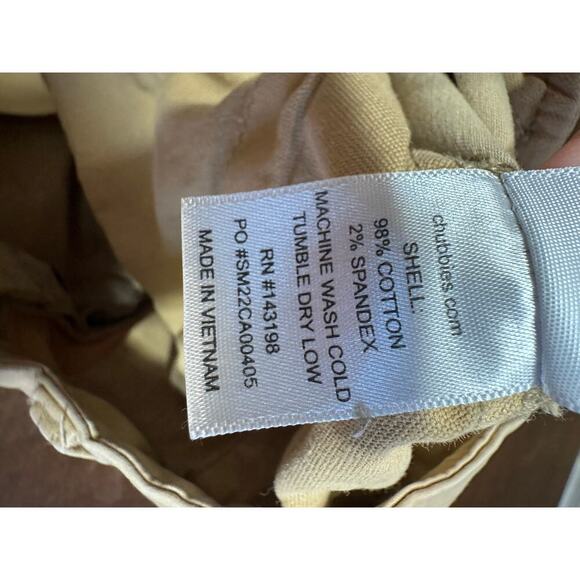 chubbies.com
SHELL:
98% COTTON
2% SPANDEX
MACHINE WASH COLD
TUMBLE DRY LOW
RN #143198
PO #SM22CA00405
MADE IN VIETNAM